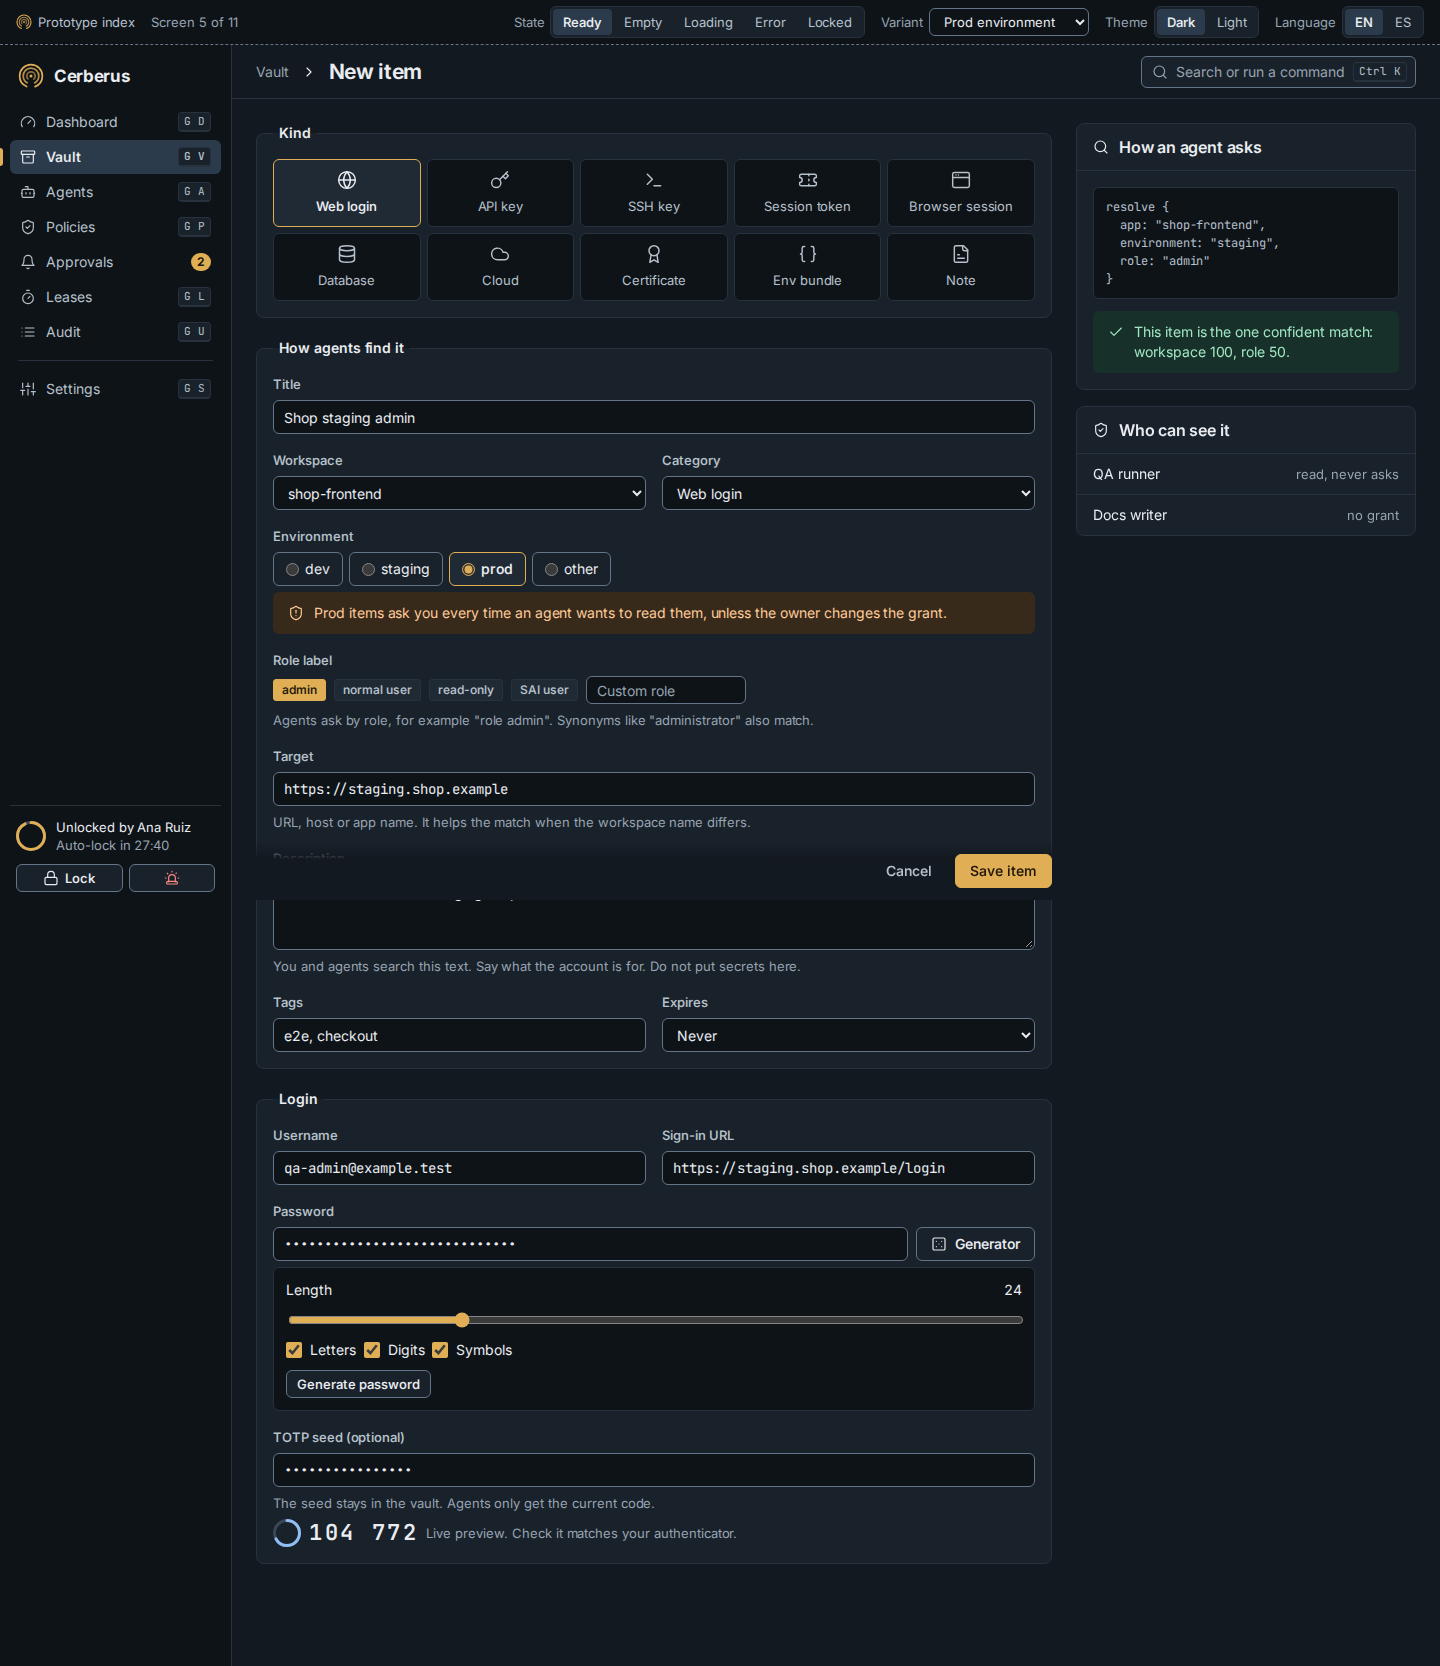 Prototype index
Screen 5 of 11
State
Ready
Empty
Loading
Error
Locked
Variant
Prod environment
Theme
Dark
Light
Language
EN
ES
Cerberus
Dashboard
G D
Vault
G V
Agents
G A
Policies
G P
Approvals
2
Leases
G L
Audit
G U
Settings
G S
Unlocked by Ana Ruiz
Auto-lock in 27:40
Lock
Vault
New item
Search or run a command
Ctrl K
Kind
Web login
API key
SSH key
Session token
Browser session
Database
Cloud
Certificate
Env bundle
Note
How agents find it
Title
Shop staging admin
Workspace
Category
shop-frontend
Web login
Environment
dev
staging
prod
other
Prod items ask you every time an agent wants to read them, unless the owner changes the grant.
Role label
admin
normal user
read-only
SAI user
Custom role
Agents ask by role, for example "role admin". Synonyms like "administrator" also match.
Target
https://staging.shop.example
URL, host or app name. It helps the match when the workspace name differs.
Cancel
Save item
You and agents search this text. Say what the account is for. Do not put secrets here.
Tags
Expires
e2e, checkout
Never
Login
Username
Sign-in URL
qa-admin@example.test
https://staging.shop.example/login
Password
Generator
Length
24
Letters
Digits
Symbols
Generate password
TOTP seed (optional)
The seed stays in the vault. Agents only get the current code.
104 772
Live preview. Check it matches your authenticator.
How an agent asks
resolve {
app: "shop-frontend",
environment: "staging",
role: "admin"
}
This item is the one confident match:
workspace 100, role 50.
Who can see it
QA runner
read, never asks
Docs writer
no grant